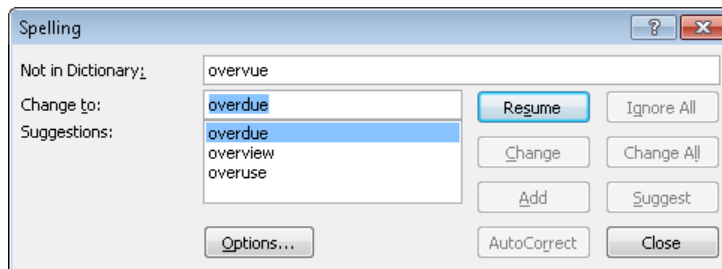 Spelling
?
Not in Dictionary: overvue
Change to: overdue Resume Ignore All
Suggestions: overdue
overview Change Change All
overuse
Add Suggest
Options... AutoCorrect Close